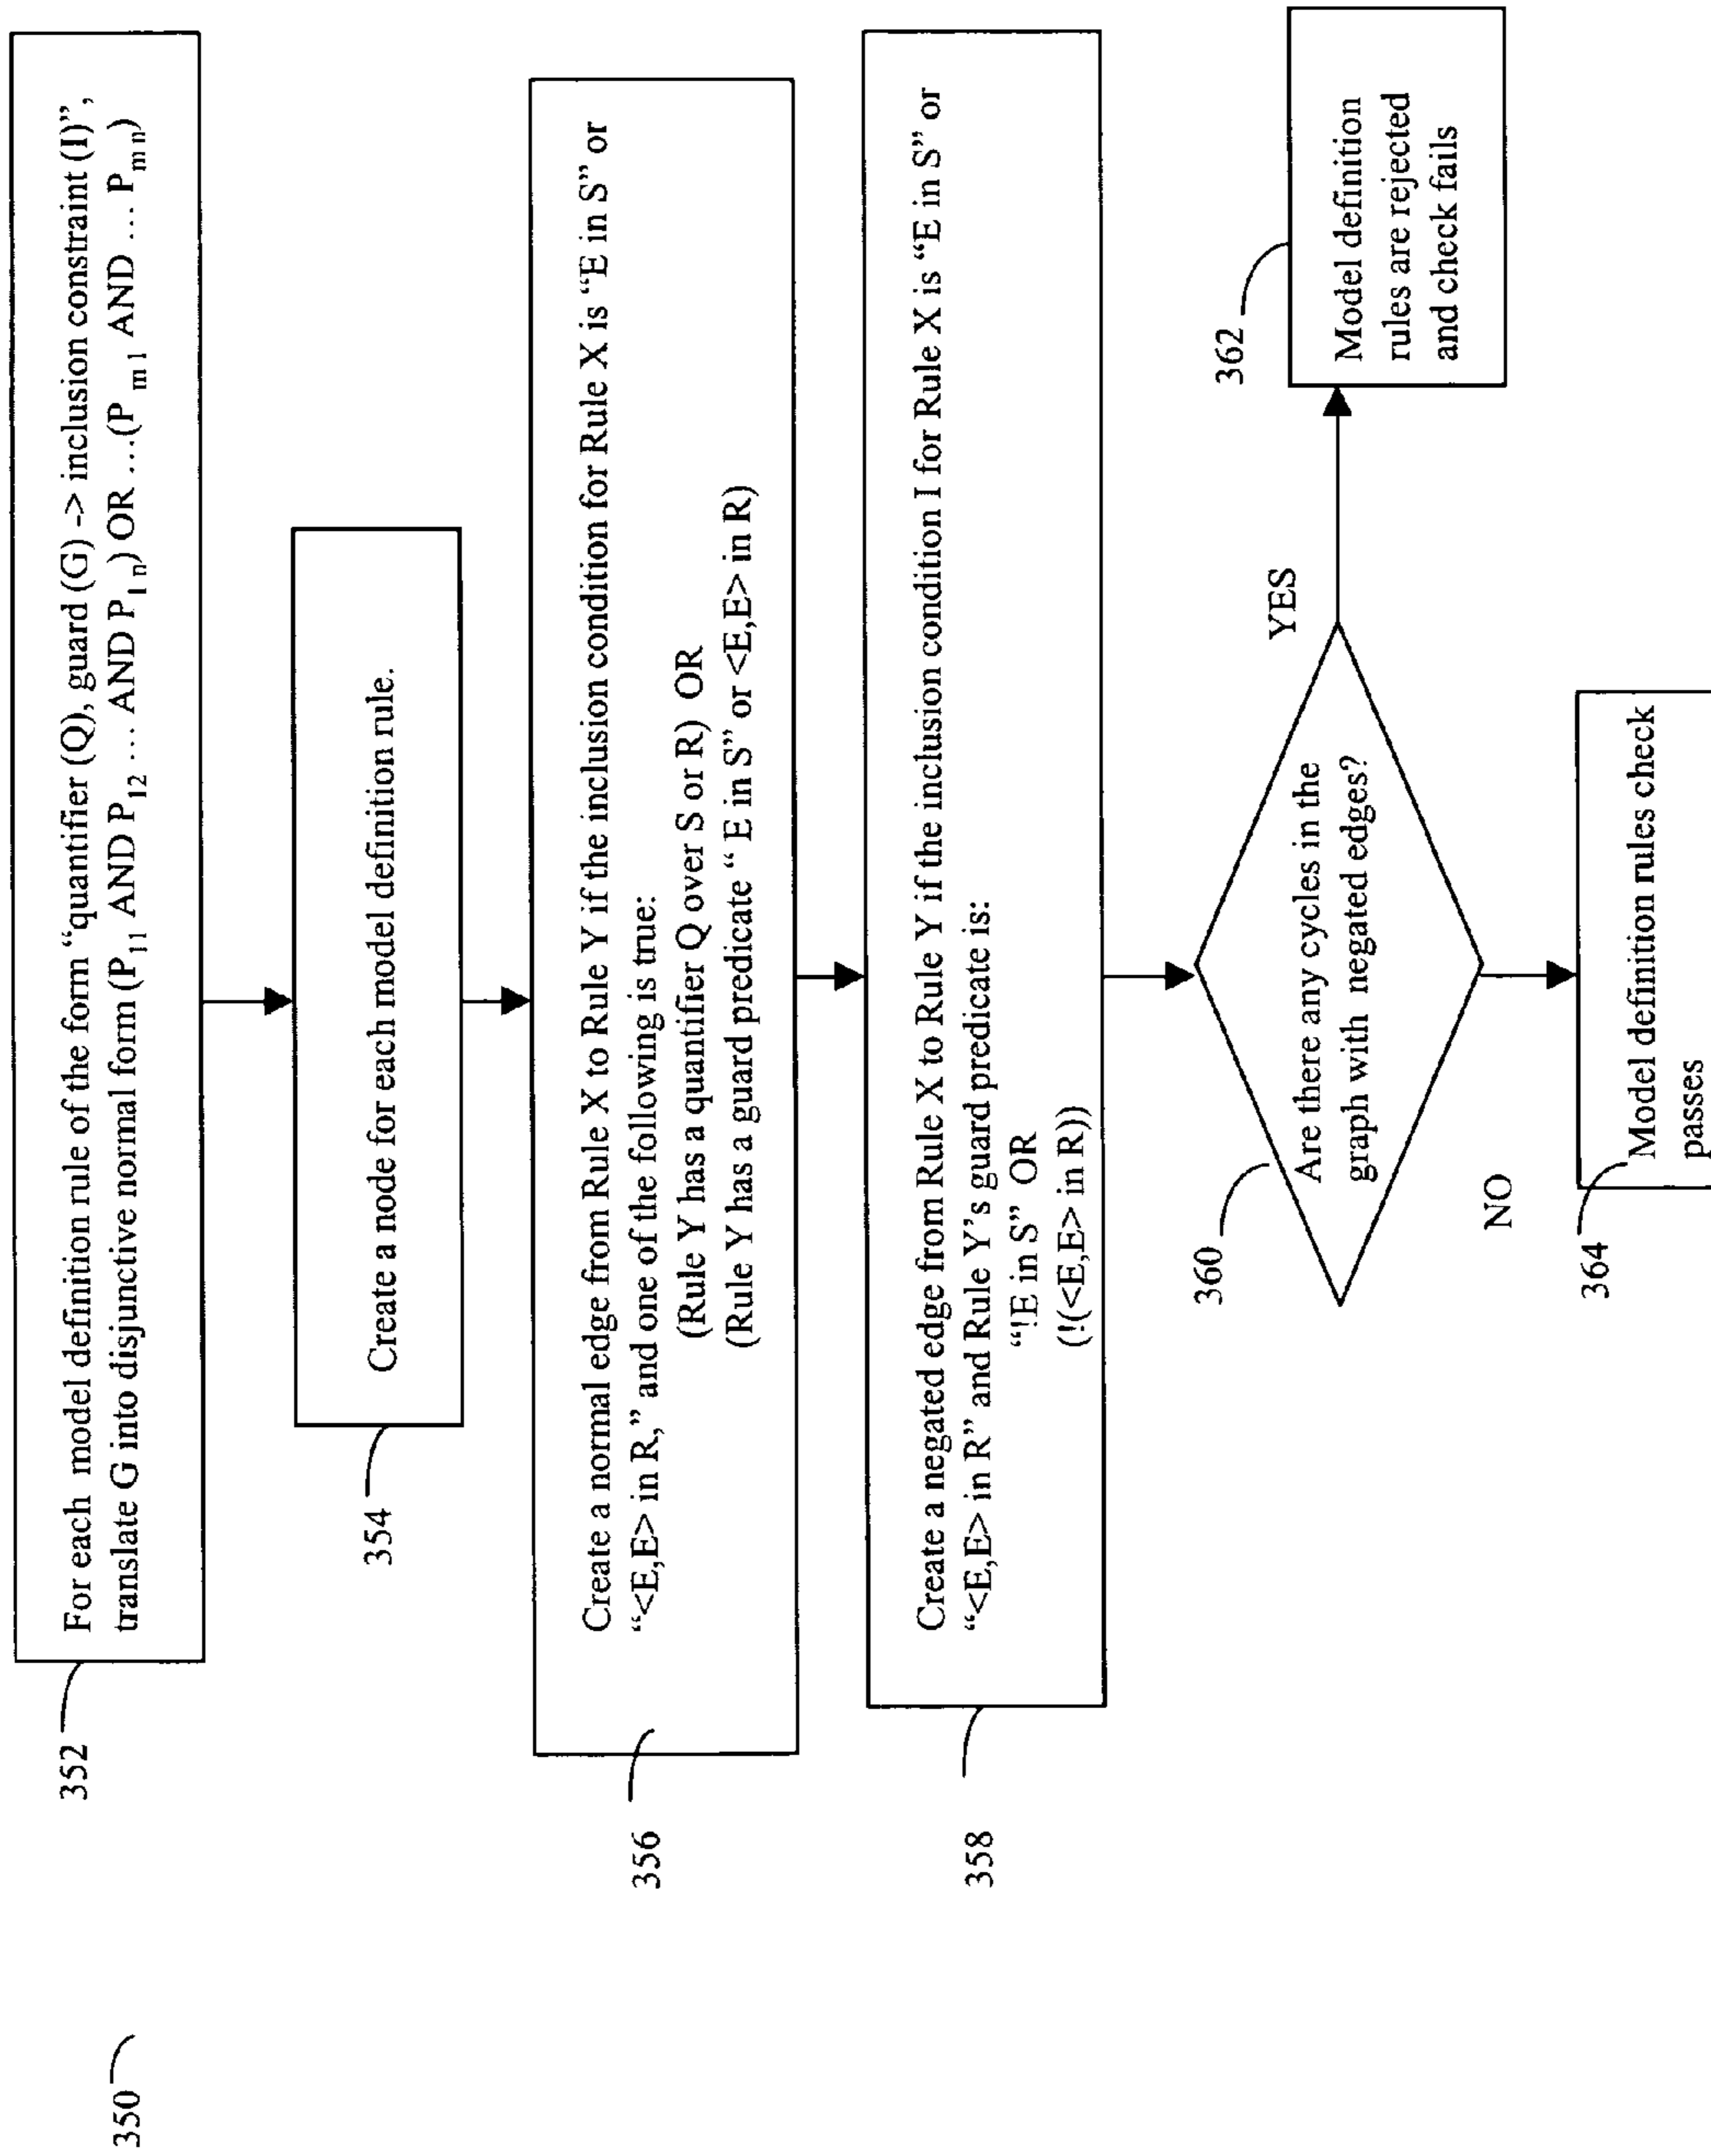 350
352
For each model definition rule of the form “quantifier (Q), guard (G) -> inclusion constraint (I)”,
translate G into disjunctive normal form (P11 AND P12 ... AND P1n) OR ...(P m1 AND ... Pmn)
354
Create a node for each model definition rule.
356
Create a normal edge from Rule X to Rule Y if the inclusion condition for Rule X is “E in S” or
“<E,E> in R,” and one of the following is true:
(Rule Y has a quantifier Q over S or R) OR
(Rule Y has a guard predicate “ E in S” or <E,E> in R)
358
Create a negated edge from Rule X to Rule Y if the inclusion condition I for Rule X is “E in S” or
“<E,E> in R” and Rule Y's guard predicate is:
“!E in S” OR
(!(<E,E> in R))
360
Are there any cycles in the
graph with negated edges?
YES
362
Model definition
rules are rejected
and check fails
NO
364
Model definition rules check
passes